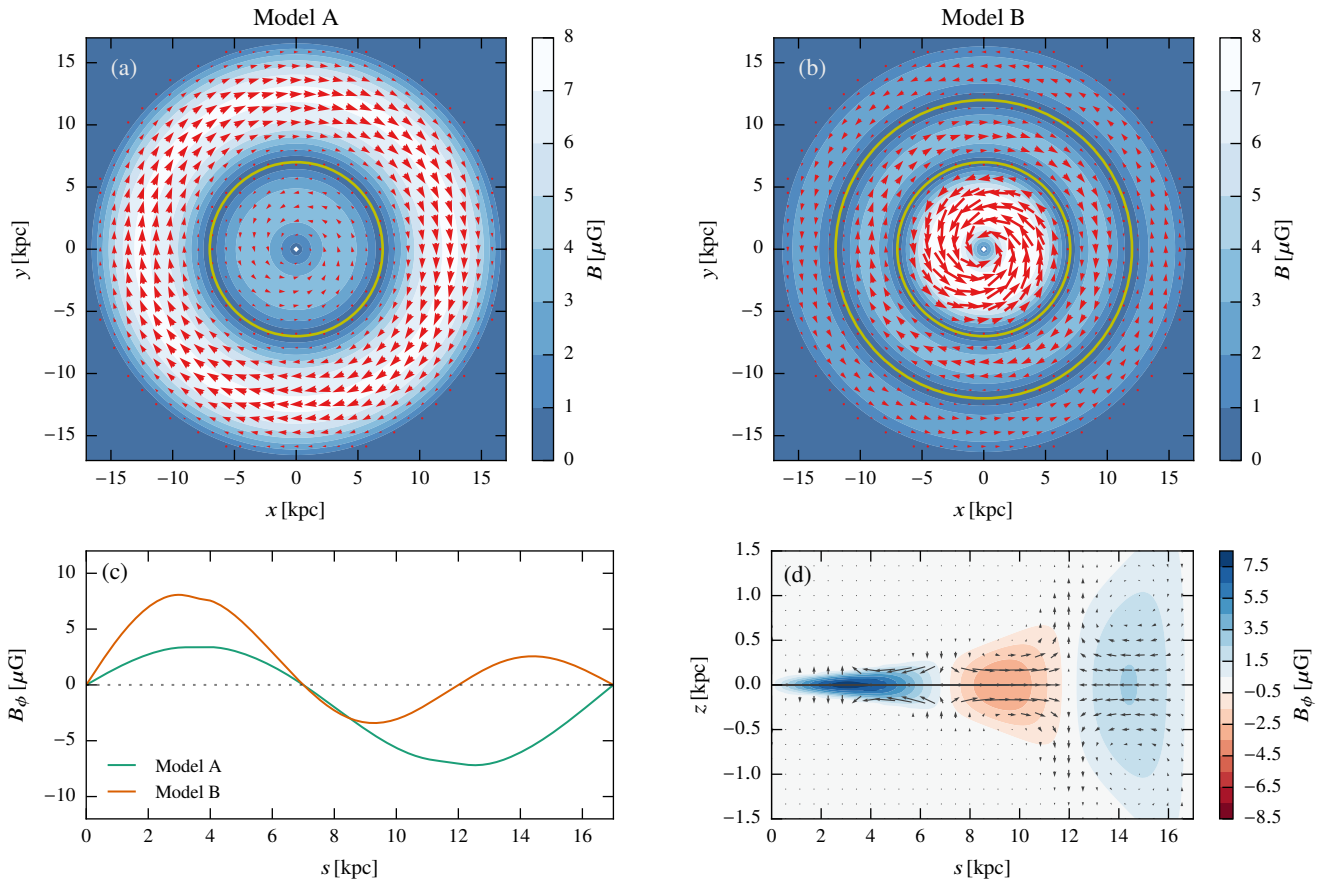 Model A
Model B
(a)
15
10
5
0
−5
−10
−15
y [kpc]
−15 −10 −5 0 5 10 15
x [kpc]
8
7
6
5
4
3
2
1
0
B [μG]
(b)
15
10
5
0
−5
−10
−15
y [kpc]
−15 −10 −5 0 5 10 15
x [kpc]
8
7
6
5
4
3
2
1
0
B [μG]
(c)
10
5
0
−5
−10
B𝜙 [μG]
Model A
Model B
0 2 4 6 8 10 12 14 16
s [kpc]
(d)
1.5
1.0
0.5
0.0
−0.5
−1.0
−1.5
z [kpc]
0 2 4 6 8 10 12 14 16
s [kpc]
7.5
5.5
3.5
1.5
−0.5
−2.5
−4.5
−6.5
−8.5
B𝜙 [μG]